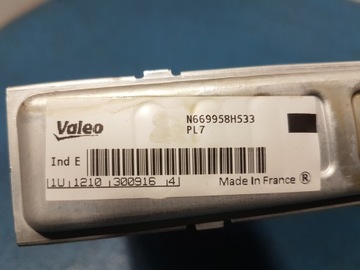 Valeo
N669958H533
PL7
Ind E
1U 1210 300916 4
Made In France ®